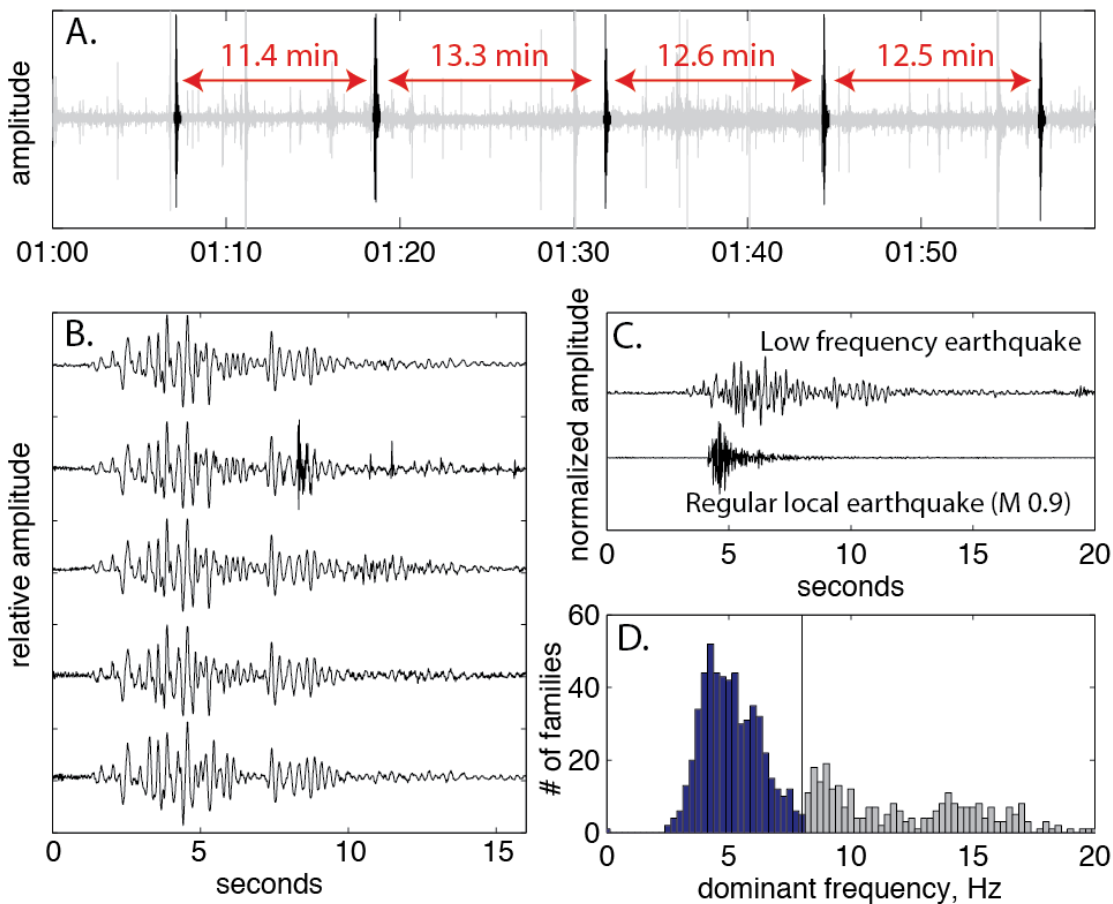 A.
11.4 min
13.3 min
12.6 min
12.5 min
amplitude
01:00
01:10
01:20
01:30
01:40
01:50
B.
relative amplitude
0
5
10
15
seconds
C.
normalized amplitude
Low frequency earthquake
Regular local earthquake (M 0.9)
0
5
10
15
20
seconds
D.
# of families
60
40
20
0
0
5
10
15
20
dominant frequency, Hz